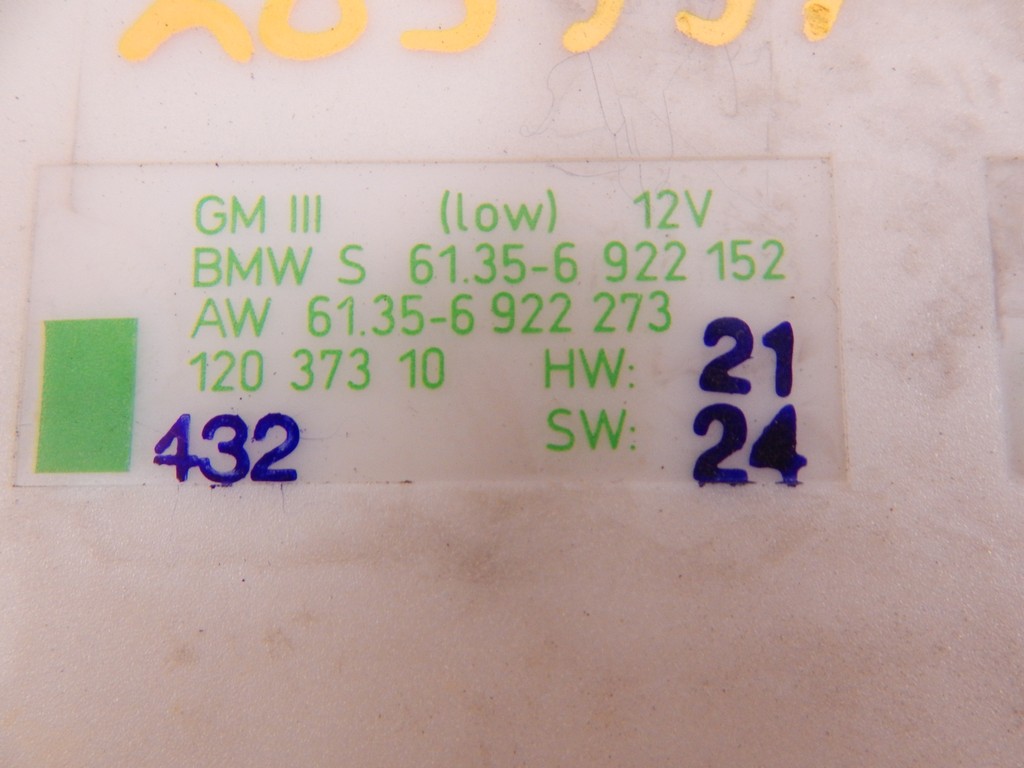 GM III (low) 12V
BMW S 61.35-6 922 152
AW 61.35-6 922 273
120 373 10 HW: 21
432 SW: 24